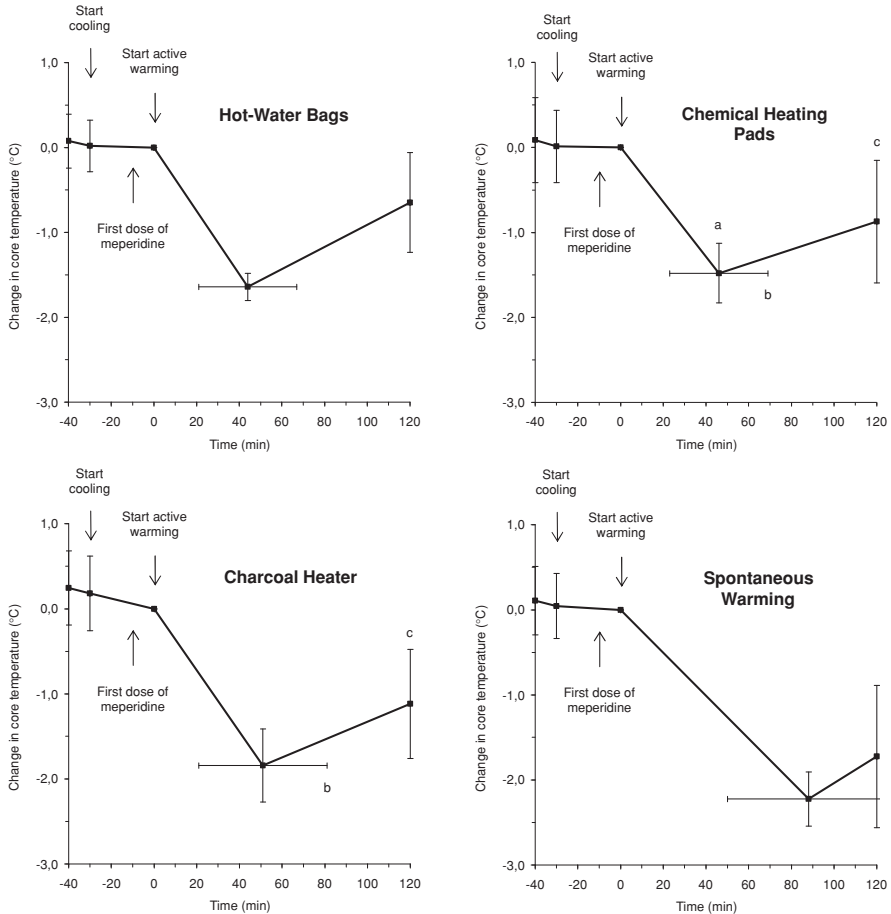 Start
cooling
Start active
warming
Hot-Water Bags
First dose of
meperidine
Change in core temperature (°C)
1,0
0,0
-1,0
-2,0
-3,0
-40 -20 0 20 40 60 80 100 120
Time (min)
Start
cooling
Start active
warming
Chemical Heating
Pads
c
First dose of
meperidine
a
b
Change in core temperature (°C)
1,0
0,0
-1,0
-2,0
-3,0
-40 -20 0 20 40 60 80 100 120
Time (min)
Start
cooling
Start active
warming
Charcoal Heater
c
First dose of
meperidine
b
Change in core temperature (°C)
1,0
0,0
-1,0
-2,0
-3,0
-40 -20 0 20 40 60 80 100 120
Time (min)
Start
cooling
Start active
warming
Spontaneous
Warming
First dose of
meperidine
Change in core temperature (°C)
1,0
0,0
-1,0
-2,0
-3,0
-40 -20 0 20 40 60 80 100 120
Time (min)